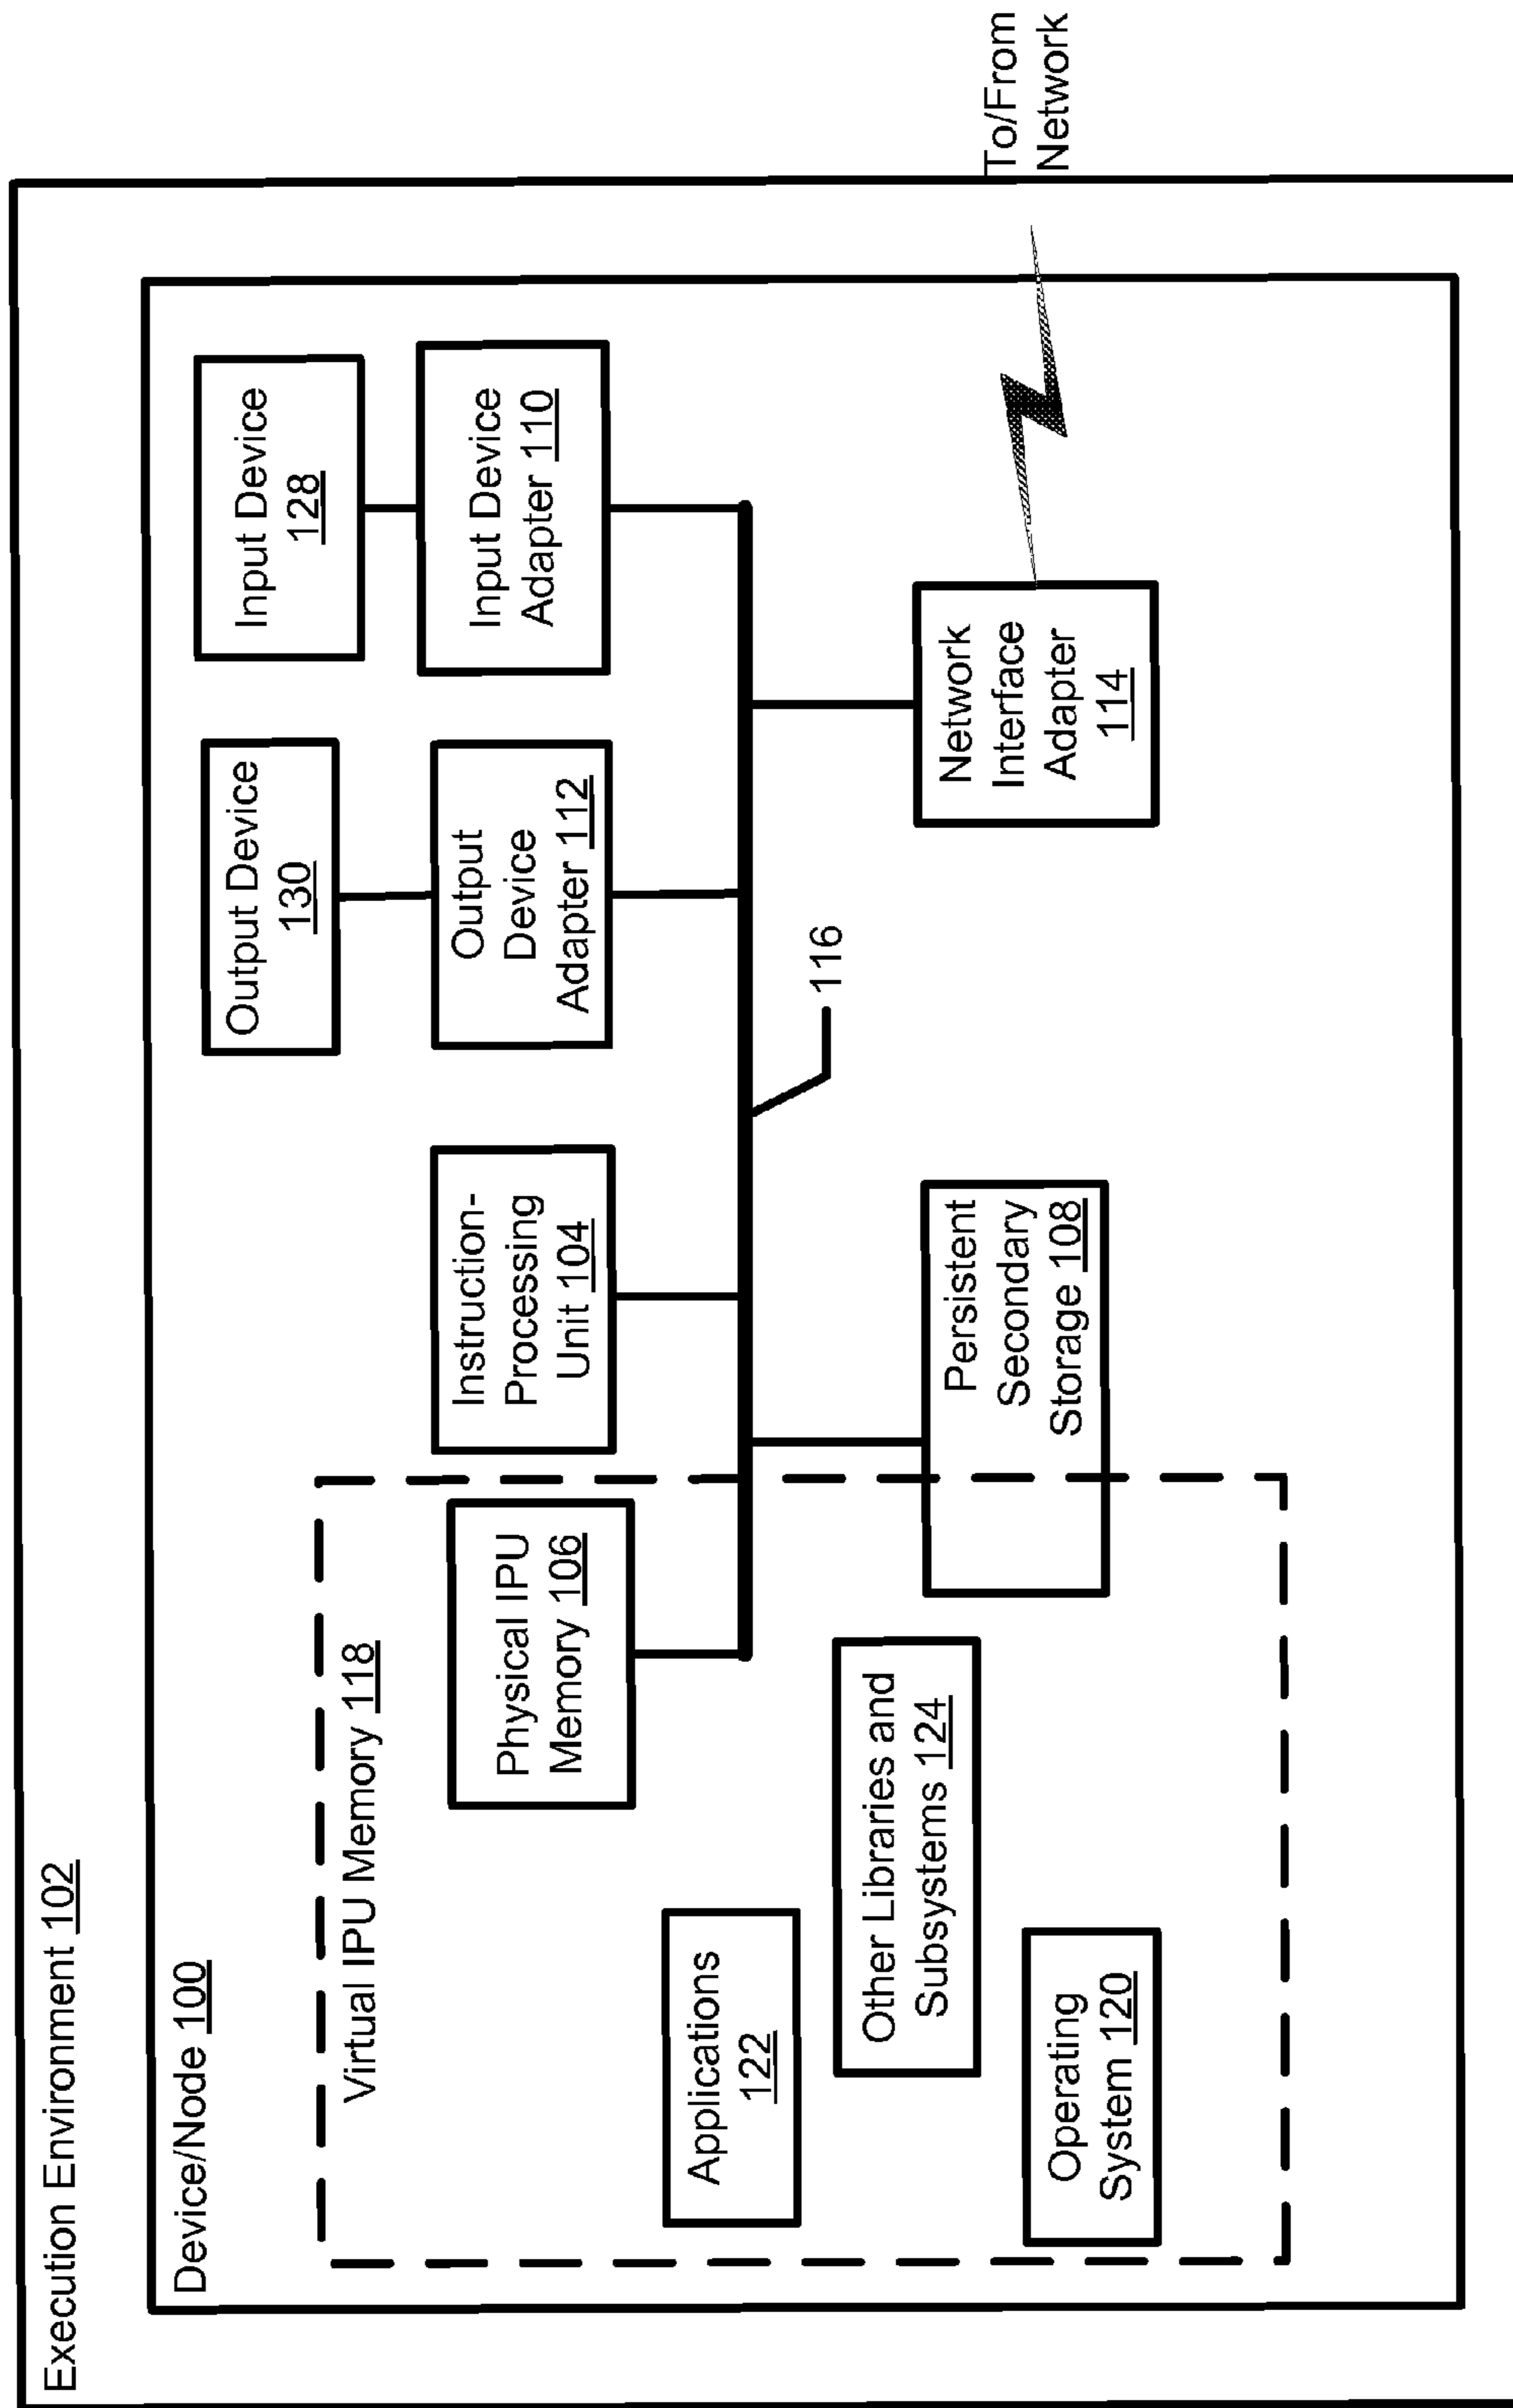 Execution Environment 102
Device/Node 100
Virtual IPU Memory 118
Physical IPU
Memory 106
Instruction-
Processing
Unit 104
Output Device
130
Output
Device
Adapter 112
Input Device
128
Input Device
Adapter 110
116
Applications
122
Other Libraries and
Subsystems 124
Operating
System 120
Persistent
Secondary
Storage 108
Network
Interface
Adapter
114
To/From
Network